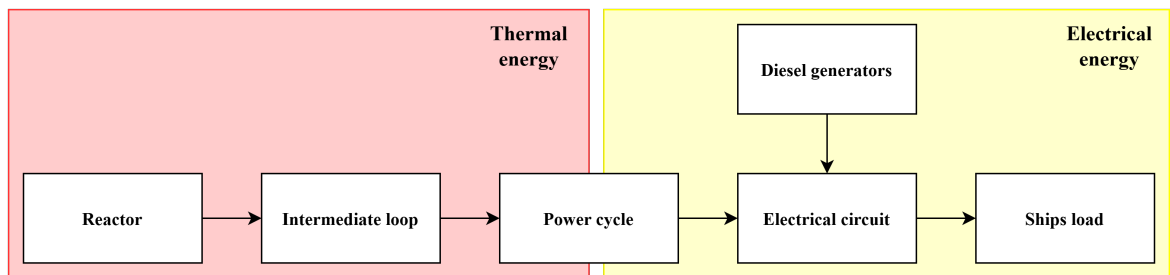 Thermal
energy
Electrical
energy
Diesel generators
Reactor
Intermediate loop
Power cycle
Electrical circuit
Ships load